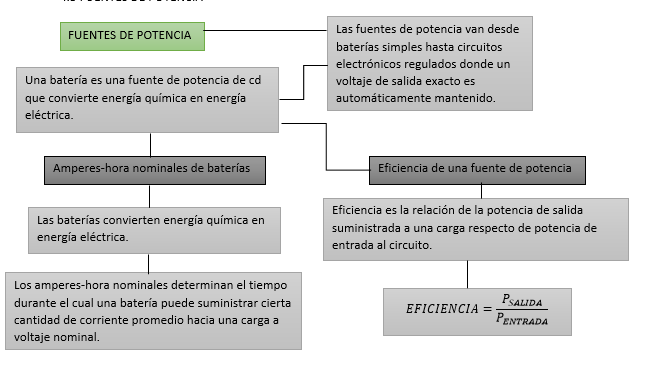 FUENTES DE POTENCIA
Las fuentes de potencia van desde
baterías simples hasta circuitos
electrónicos regulados donde un
voltaje de salida exacto es
automáticamente mantenido.
Una batería es una fuente de potencia de cd
que convierte energía química en energía
eléctrica.
Amperes-hora nominales de baterías
Eficiencia de una fuente de potencia
Las baterías convierten energía química en
energía eléctrica.
Eficiencia es la relación de la potencia de salida
suministrada a una carga respecto de potencia de
entrada al circuito.
Los amperes-hora nominales determinan el tiempo
durante el cual una batería puede suministrar cierta
cantidad de corriente promedio hacia una carga a
voltaje nominal.
EFICIENCIA = P_SALIDA / P_ENTRADA